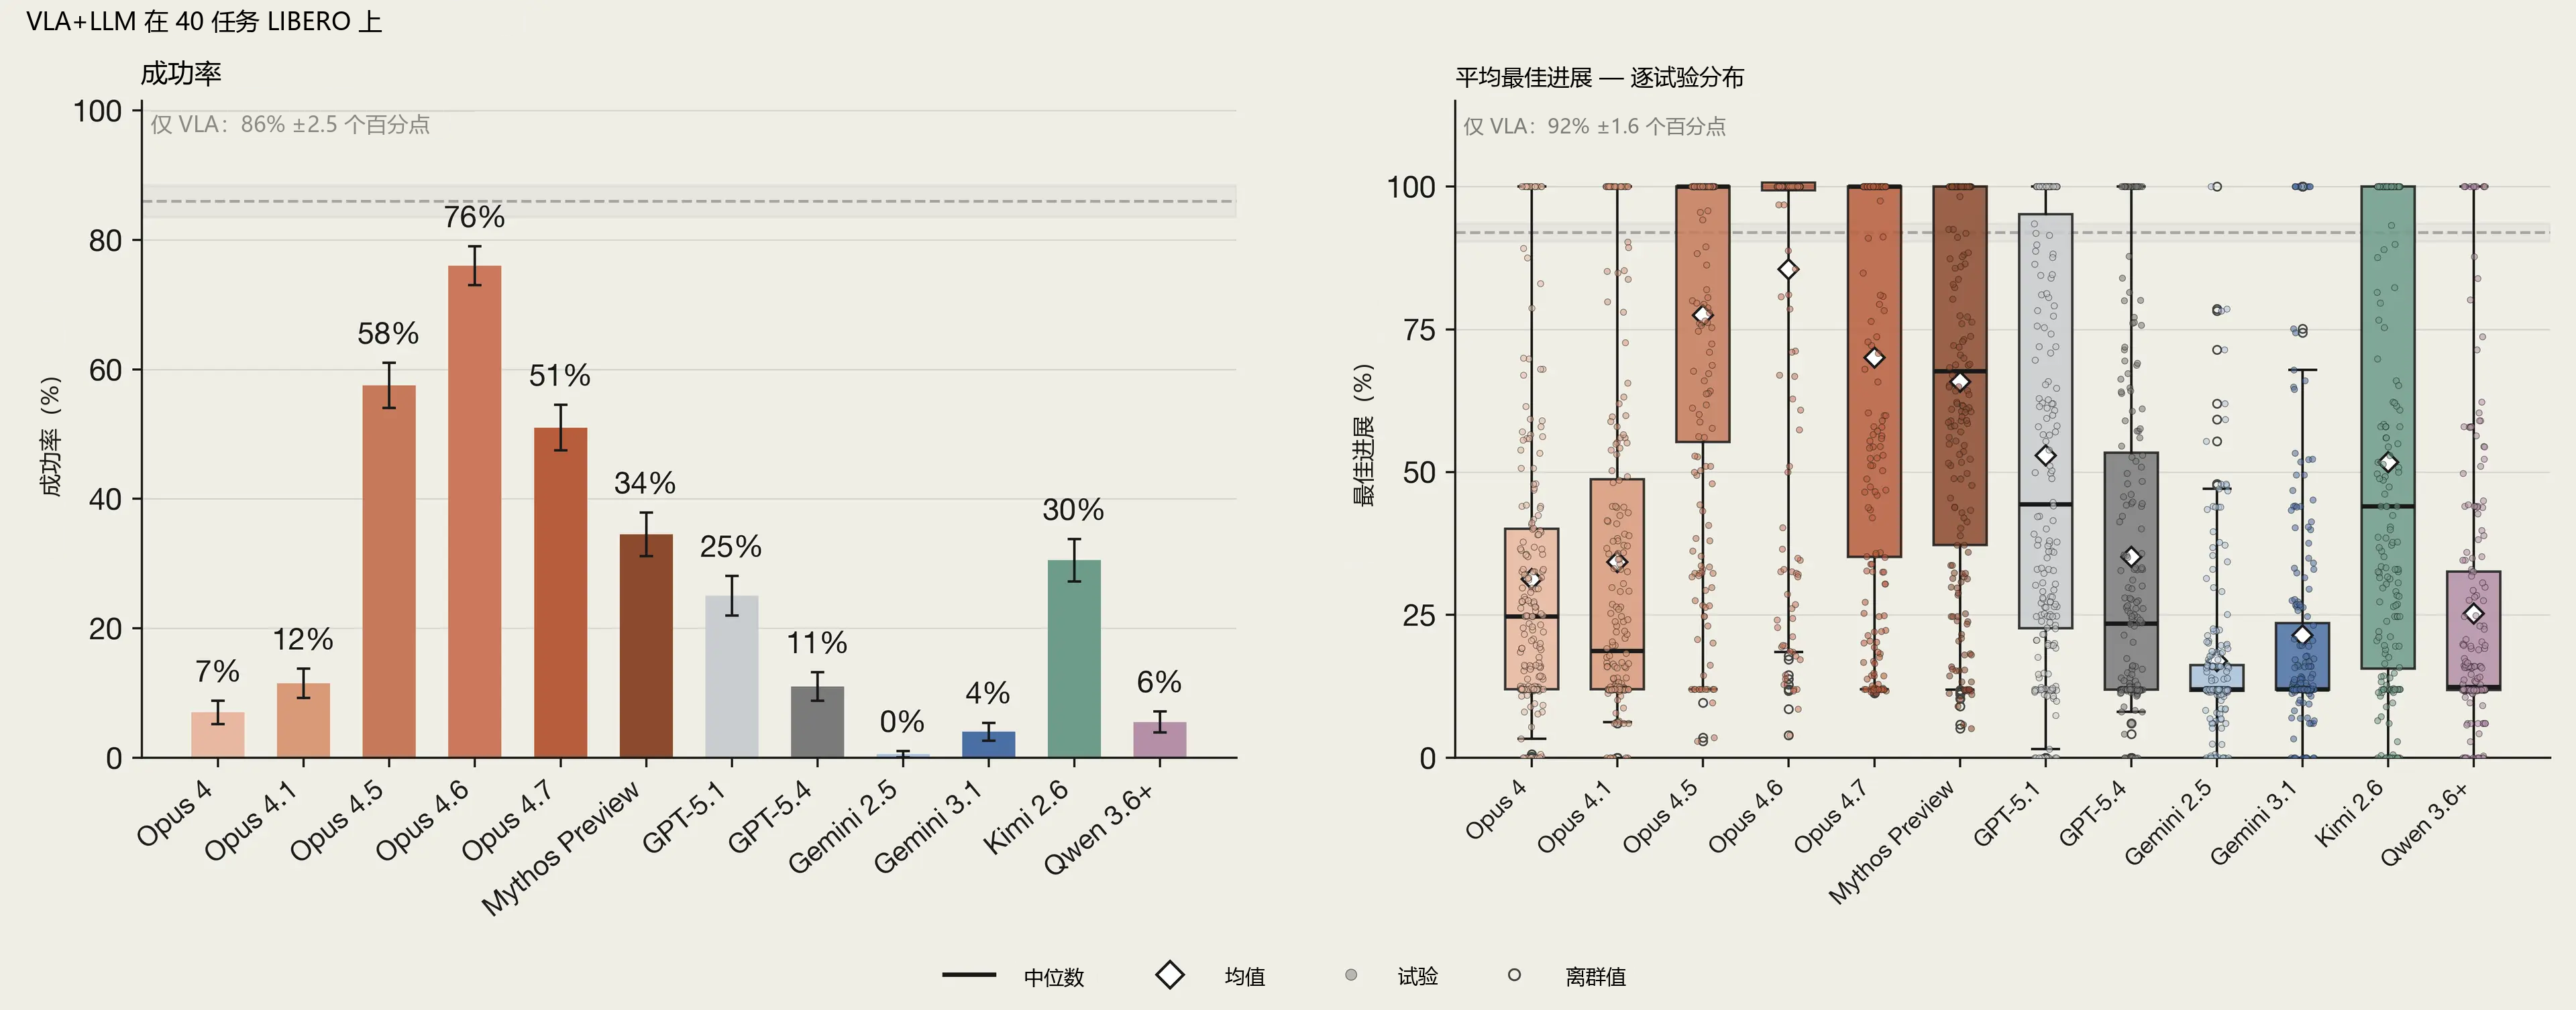 VLA+LLM 在 40 任务 LIBERO 上
成功率
仅 VLA：86% ±2.5 个百分点
成功率（%）
100
80
60
40
20
0
7%
12%
58%
76%
51%
34%
25%
11%
0%
4%
30%
6%
Opus 4
Opus 4.1
Opus 4.5
Opus 4.6
Opus 4.7
Mythos Preview
GPT-5.1
GPT-5.4
Gemini 2.5
Gemini 3.1
Kimi 2.6
Qwen 3.6+
平均最佳进展 — 逐试验分布
仅 VLA：92% ±1.6 个百分点
最佳进展（%）
100
75
50
25
0
Opus 4
Opus 4.1
Opus 4.5
Opus 4.6
Opus 4.7
Mythos Preview
GPT-5.1
GPT-5.4
Gemini 2.5
Gemini 3.1
Kimi 2.6
Qwen 3.6+
中位数
均值
试验
离群值